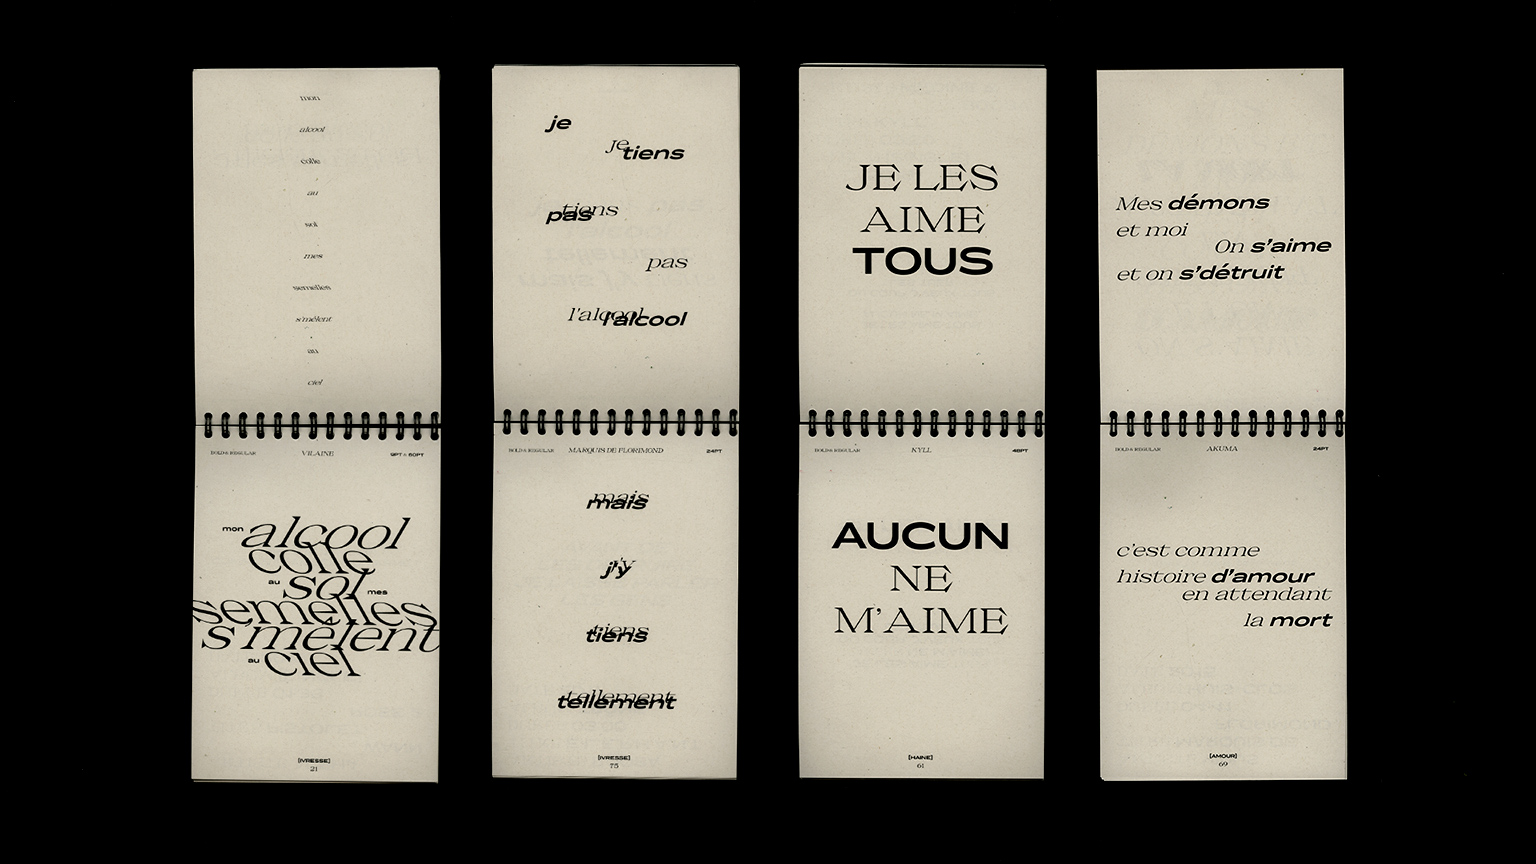 mon
alcool
colle
au
sol
mes
semelles
s'mêlent
au
ciel
BOLD & REGULAR VILAINE 9PT & 60PT
mon alcool
colle
au sol mes
semelles
s'mêlent
au ciel
[IVRESSE]
21
je
je tiens
tiens
pas
pas
l'alcool l'alcool
BOLD & REGULAR MARQUIS DE FLORIMOND 24PT
mais mais
j'y j'y
tiens tiens
tellement tellement
[IVRESSE]
75
JE LES
AIME
TOUS
BOLD & REGULAR KYLL 48PT
AUCUN
NE
M'AIME
[HAINE]
61
Mes démons
et moi
On s'aime
et on s'détruit
BOLD & REGULAR AKUMA 24PT
c'est comme
histoire d'amour
en attendant
la mort
[AMOUR]
69